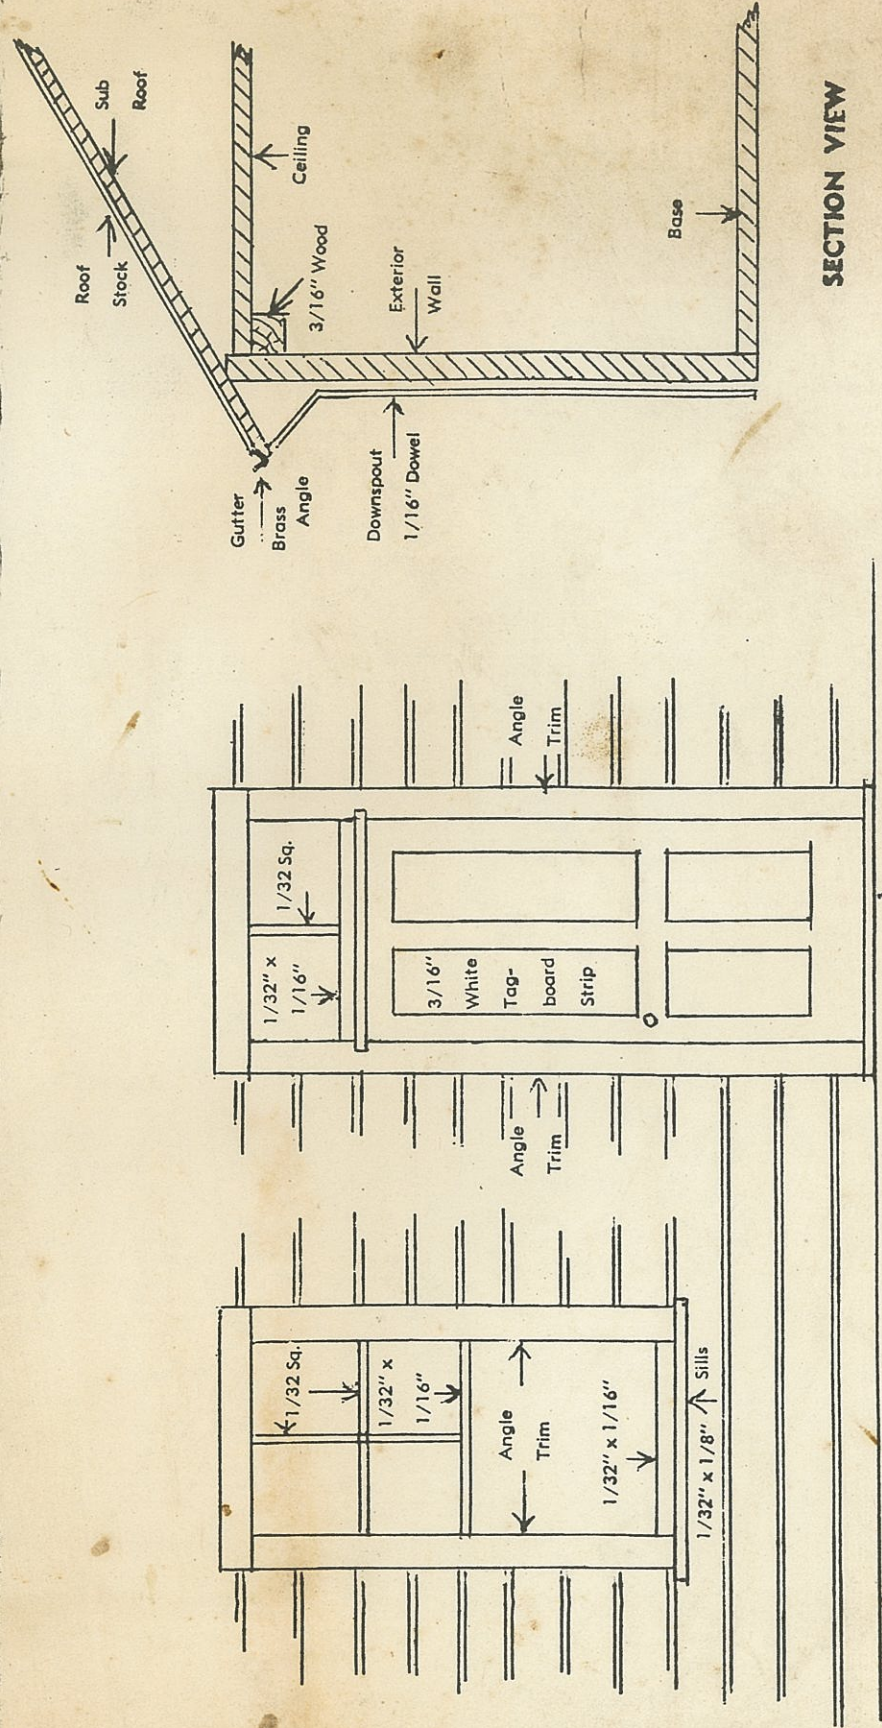 1/32 Sq.
1/32" x
1/16"
Angle
Trim
1/32" x 1/16"
1/32" x 1/8"
Sills
1/32" x
1/16"
1/32 Sq.
3/16"
White
Tag-
board
Strip
Angle
Trim
Angle
Trim
Roof
Stock
Sub
Roof
Gutter
Brass
Angle
3/16" Wood
Ceiling
Downspout
1/16" Dowel
Exterior
Wall
Base
SECTION VIEW